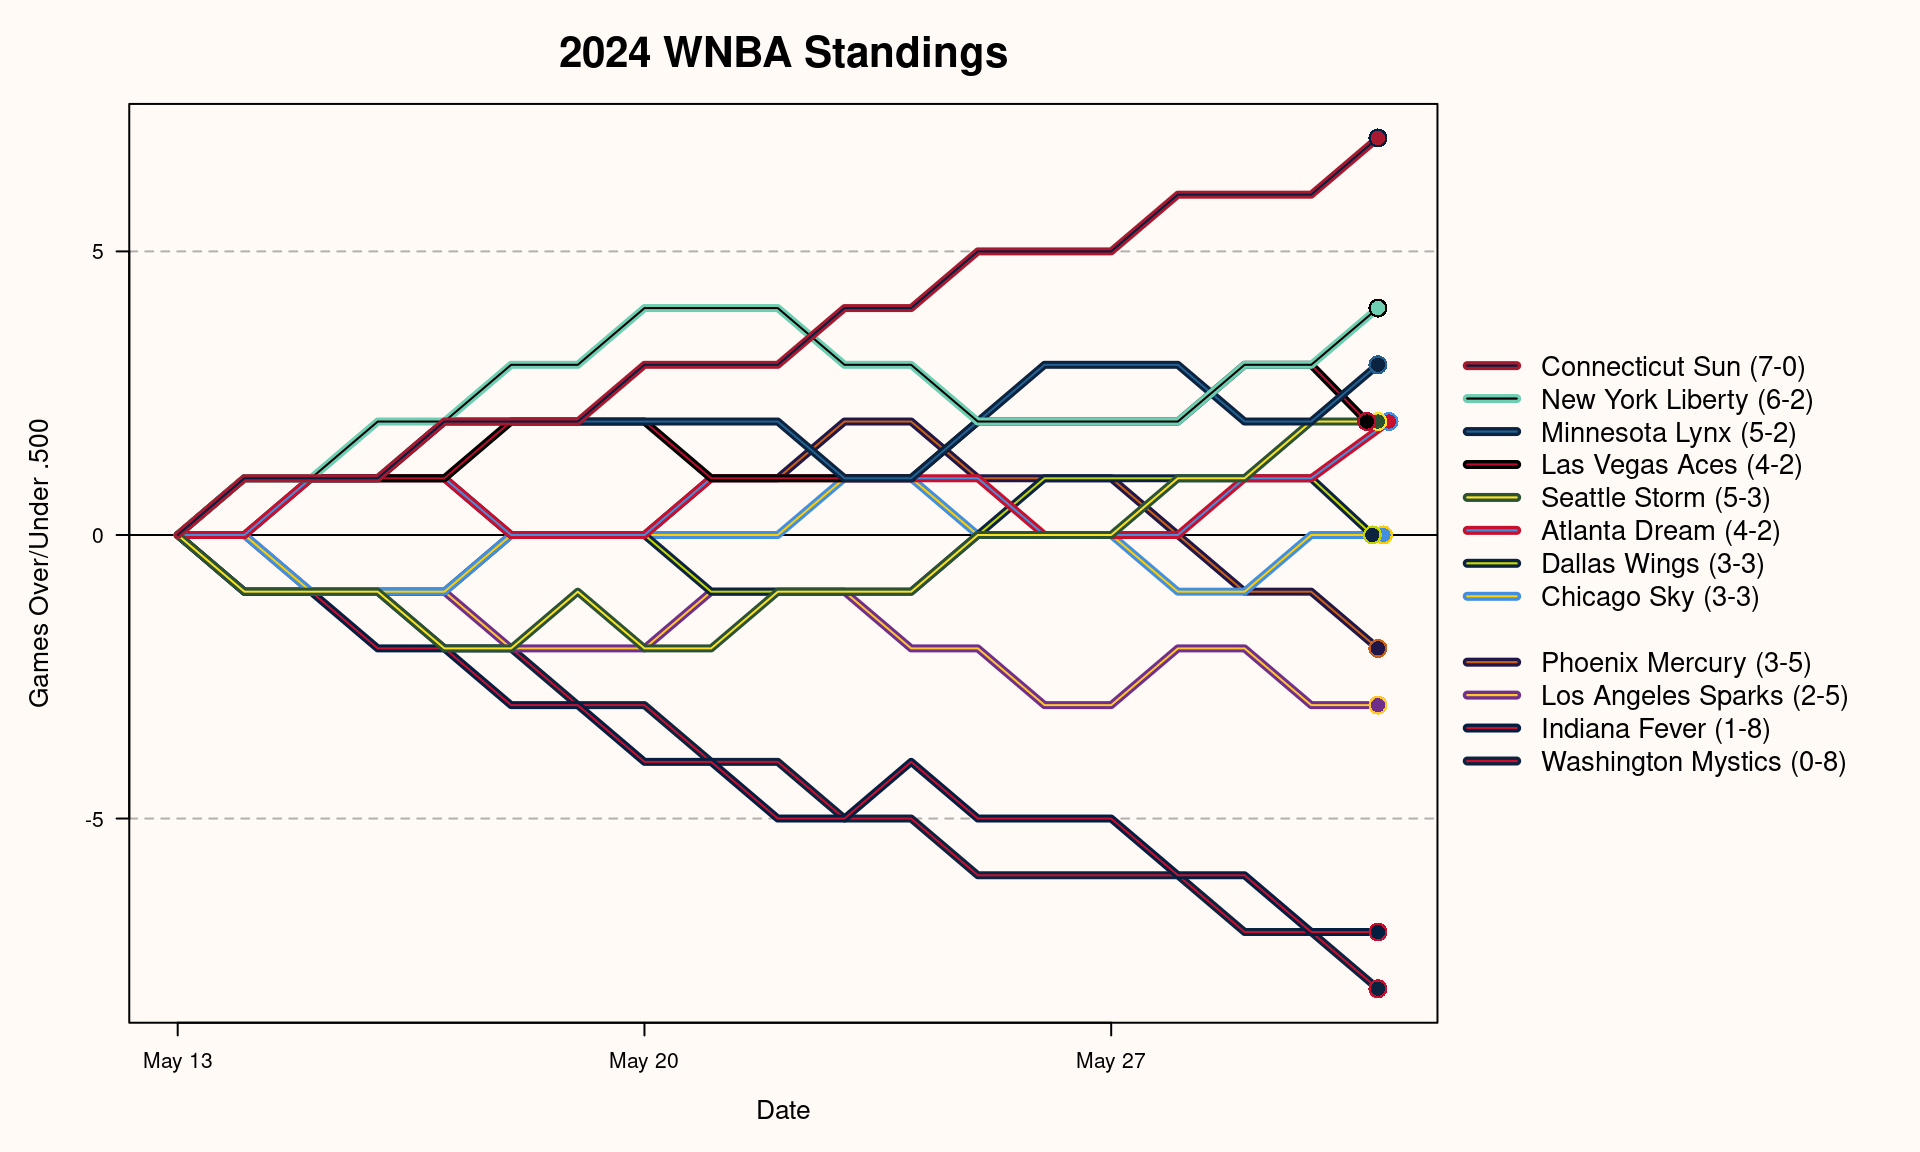 2024 WNBA Standings
Games Over/Under .500
5
0
-5
May 13
May 20
May 27
Date
Connecticut Sun (7-0)
New York Liberty (6-2)
Minnesota Lynx (5-2)
Las Vegas Aces (4-2)
Seattle Storm (5-3)
Atlanta Dream (4-2)
Dallas Wings (3-3)
Chicago Sky (3-3)
Phoenix Mercury (3-5)
Los Angeles Sparks (2-5)
Indiana Fever (1-8)
Washington Mystics (0-8)